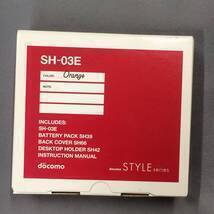 SH-03E
COLOR: Orange
NOTE:
INCLUDES:
SH-03E
BATTERY PACK SH39
BACK COVER SH66
DESKTOP HOLDER SH42
INSTRUCTION MANUAL
döcomo
docomo STYLE series